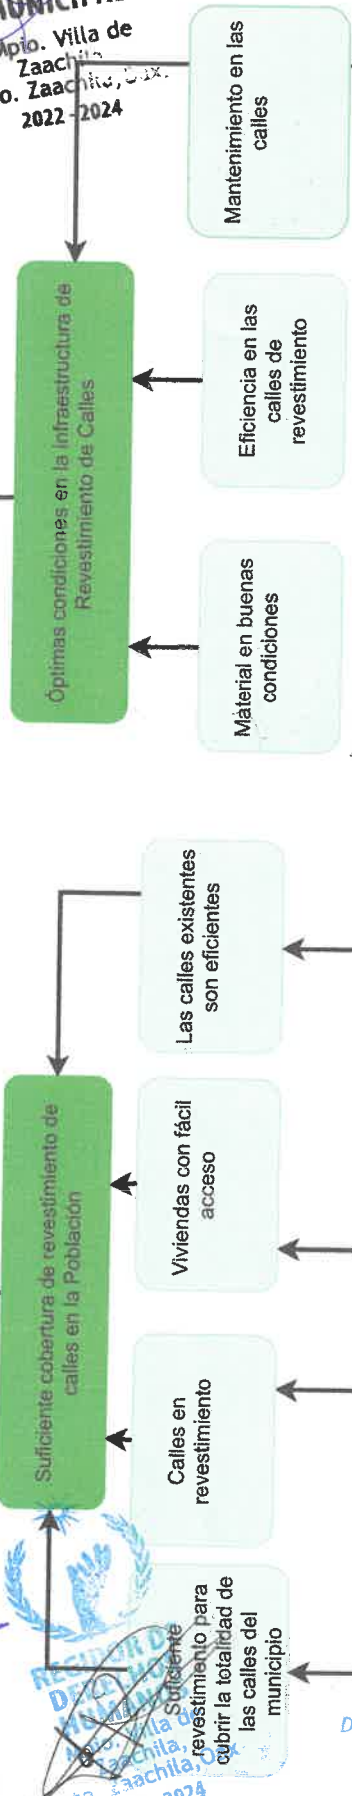 Mpio. Villa de
Zaachila
2022-2024
Óptimas condiciones en la Infraestructura de
Revestimiento de Calles
Mantenimiento en las
calles
Eficiencia en las
calles de
revestimiento
Material en buenas
condiciones
Suficiente cobertura de revestimiento de
calles en la Población
Las calles existentes
son eficientes
Viviendas con fácil
acceso
Calles en
revestimiento
Suficiente
revestimiento para
cubrir la totalidad de
las calles del
municipio
Villa de
Zaachila,
Zaachila, Oax
2024